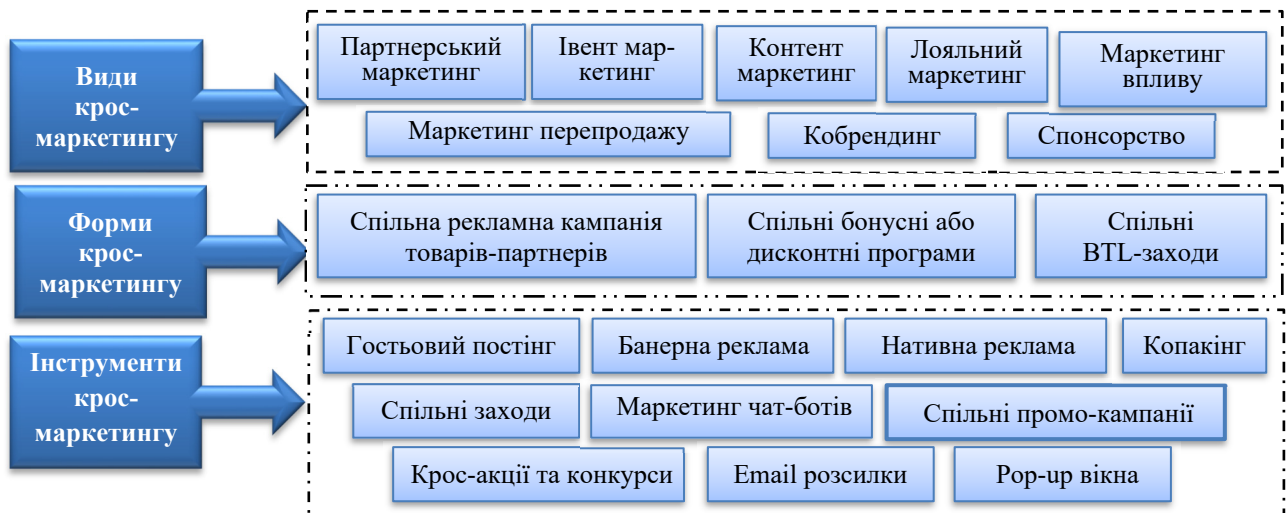 Види
крос-
маркетингу
Партнерський
маркетинг
Івент мар-
кетинг
Контент
маркетинг
Лояльний
маркетинг
Маркетинг
впливу
Маркетинг перепродажу
Кобрендинг
Спонсорство
Форми
крос-
маркетингу
Спільна рекламна кампанія
товарів-партнерів
Спільні бонусні або
дисконтні програми
Спільні
BTL-заходи
Інструменти
крос-
маркетингу
Гостьовий постінг
Банерна реклама
Нативна реклама
Копакінг
Спільні заходи
Маркетинг чат-ботів
Спільні промо-кампанії
Крос-акції та конкурси
Email розсилки
Pop-up вікна